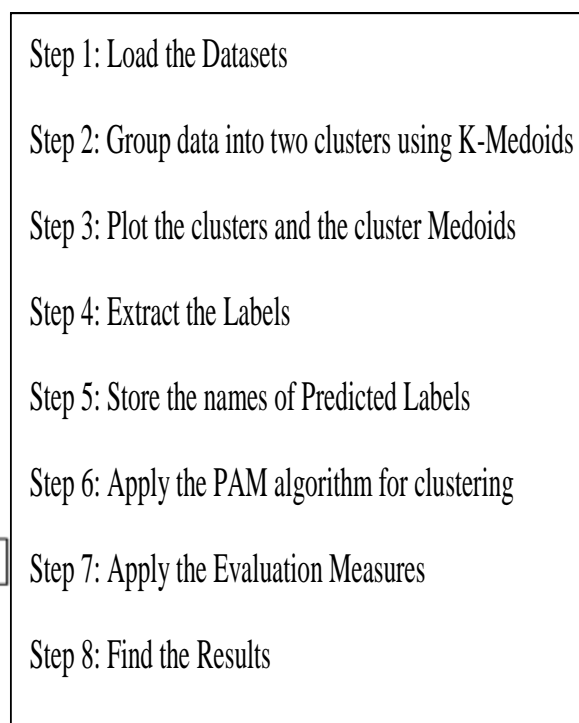 Step 1: Load the Datasets
Step 2: Group data into two clusters using K-Medoids
Step 3: Plot the clusters and the cluster Medoids
Step 4: Extract the Labels
Step 5: Store the names of Predicted Labels
Step 6: Apply the PAM algorithm for clustering
Step 7: Apply the Evaluation Measures
Step 8: Find the Results